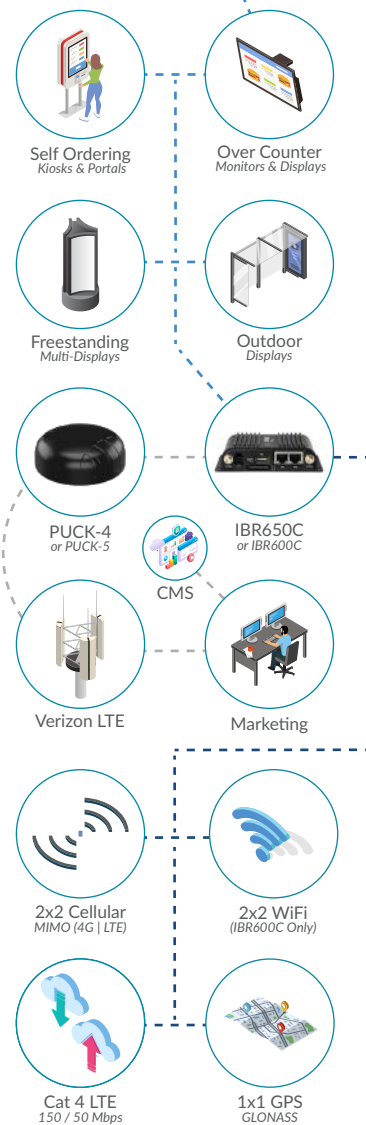 Self Ordering
Kiosks & Portals
Over Counter
Monitors & Displays
Freestanding
Multi-Displays
Outdoor
Displays
PUCK-4
or PUCK-5
IBR650C
or IBR600C
CMS
Verizon LTE
Marketing
2x2 Cellular
MIMO (4G | LTE)
2x2 WiFi
(IBR600C Only)
Cat 4 LTE
150 / 50 Mbps
1x1 GPS
GLONASS